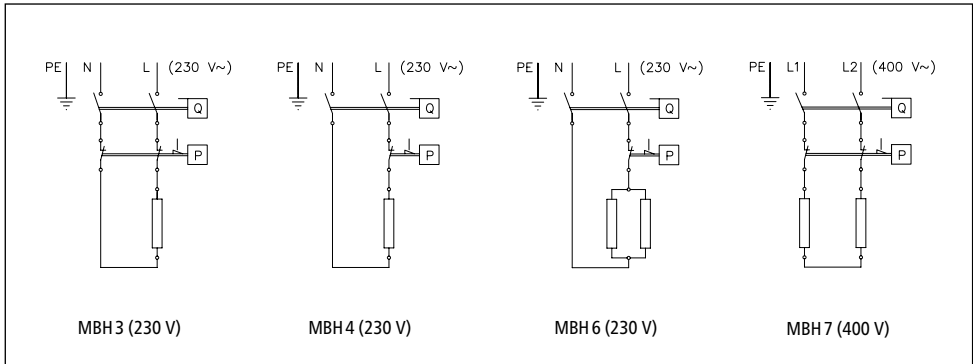 PE N L (230 V~)
Q
P
MBH 3 (230 V)
PE N L (230 V~)
Q
P
MBH 4 (230 V)
PE N L (230 V~)
Q
P
MBH 6 (230 V)
PE L1 L2 (400 V~)
Q
P
MBH 7 (400 V)